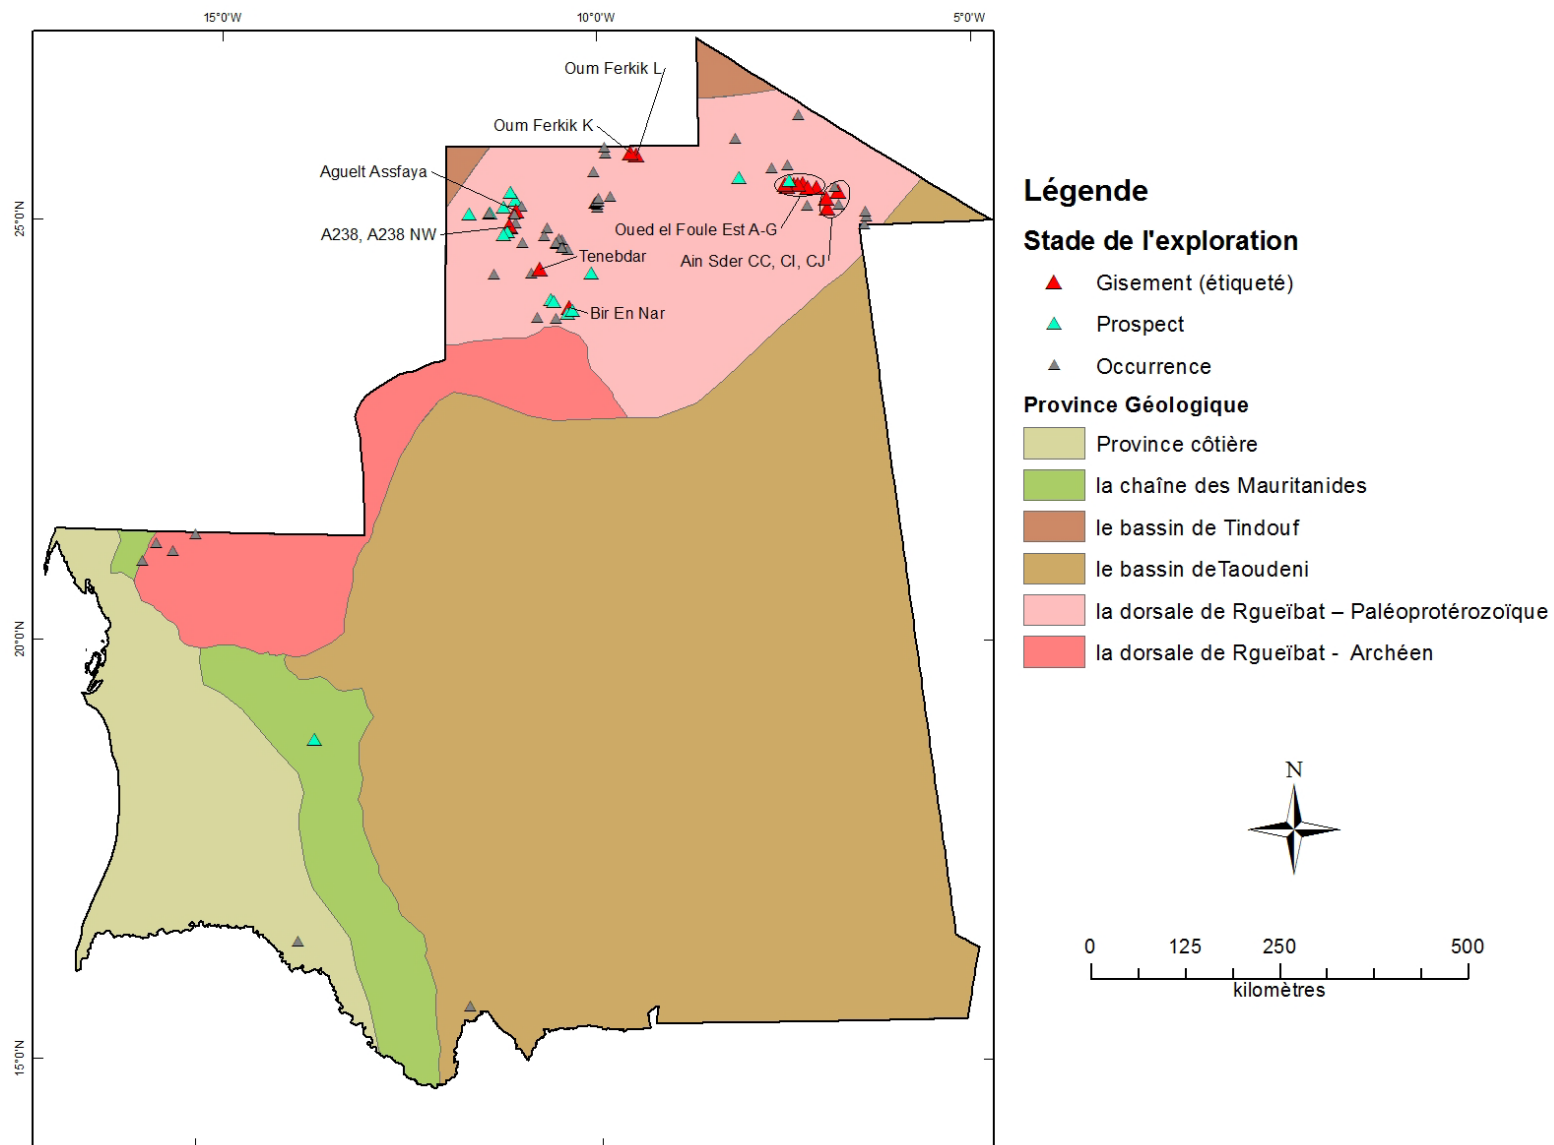 15°0'W
10°0'W
5°0'W
Oum Ferkik L
Oum Ferkik K
Aguelt Assfaya
25°0'N
A238, A238 NW
Oued el Foule Est A-G
Tenebdar
Ain Sder CC, CI, CJ
Bir En Nar
20°0'N
15°0'N
Légende
Stade de l'exploration
Gisement (étiqueté)
Prospect
Occurrence
Province Géologique
Province côtière
la chaîne des Mauritanides
le bassin de Tindouf
le bassin deTaoudeni
la dorsale de Rgueïbat – Paléoprotérozoïque
la dorsale de Rgueïbat - Archéen
N
0 125 250 500
kilomètres